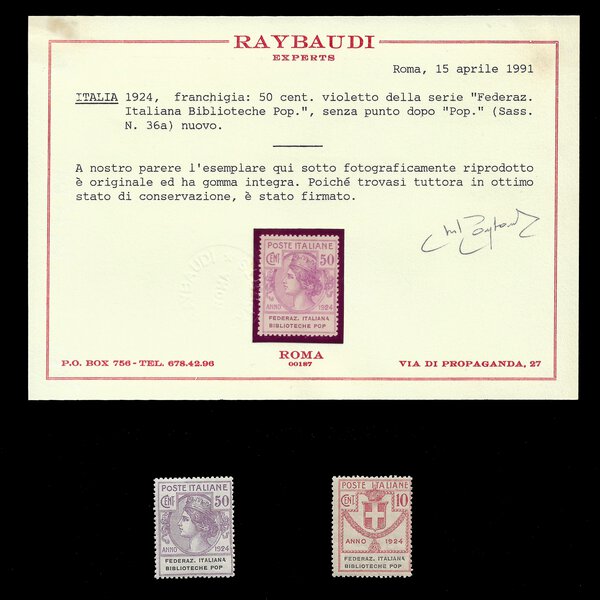 RAYBAUDI
EXPERTS
Roma, 15 aprile 1991
ITALIA 1924, franchigia: 50 cent. violetto della serie "Federaz.
Italiana Biblioteche Pop.", senza punto dopo "Pop." (Sass.
N. 36a) nuovo.
A nostro parere l'esemplare qui sotto fotograficamente riprodotto
è originale ed ha gomma integra. Poiché trovasi tuttora in ottimo
stato di conservazione, è stato firmato.
POSTE ITALIANE
CENT 50
ANNO 1924
FEDERAZ. ITALIANA
BIBLIOTECHE POP
ROMA
00187
P.O. BOX 756 - TEL. 678.42.96
VIA DI PROPAGANDA, 27
POSTE ITALIANE
CENT 50
ANNO 1924
FEDERAZ. ITALIANA
BIBLIOTECHE POP
POSTE ITALIANE
CENT 10
ANNO 1924
FEDERAZ. ITALIANA
BIBLIOTECHE POP